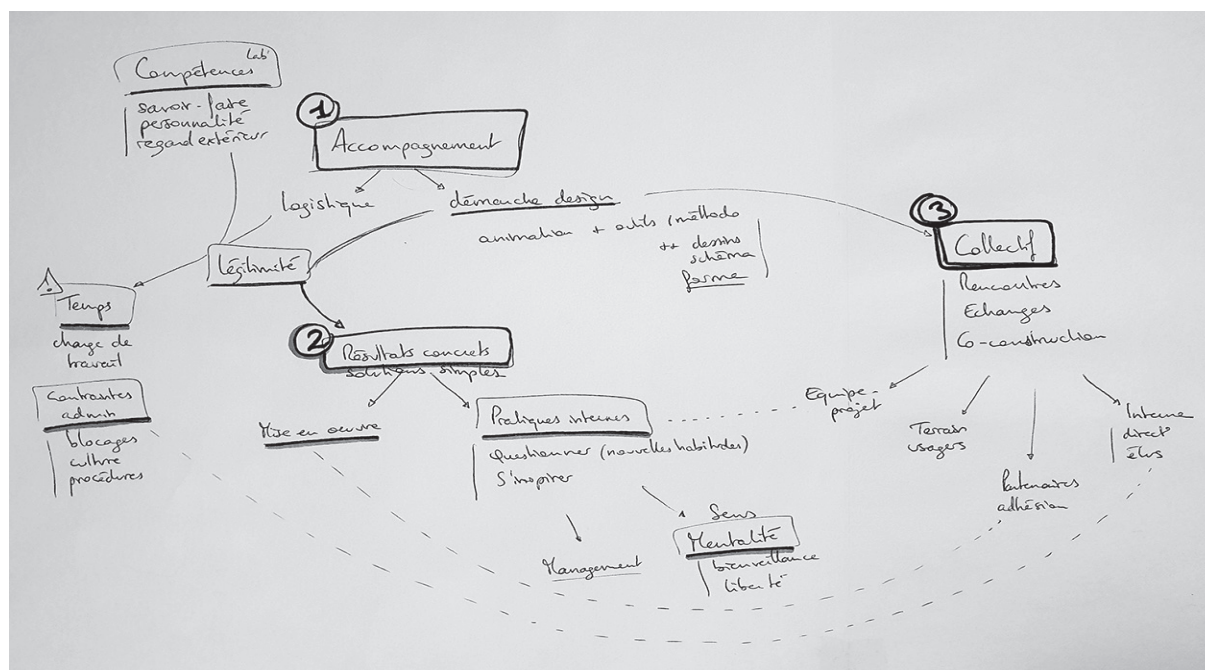 Lab'
Compétences
savoir-faire
personnalité
regard extérieur
1
Accompagnement
logistique
démarche design
animation + outils / méthodo
++ dessins
schéma
forme
Légitimité
3
Collectif
Rencontres
Echanges
Co-construction
!
Temps
charge de
travail
Contraintes
admin
blocages
culture
procédures
2
Résultats concrets
solutions simples
Mise en oeuvre
Pratiques internes
Questionner (nouvelles habitudes)
S'inspirer
Management
Sens
Mentalité
bienveillance
liberté
Equipe-
projet
Terrain
usagers
Partenaires
adhésion
Interne
direct°
élus